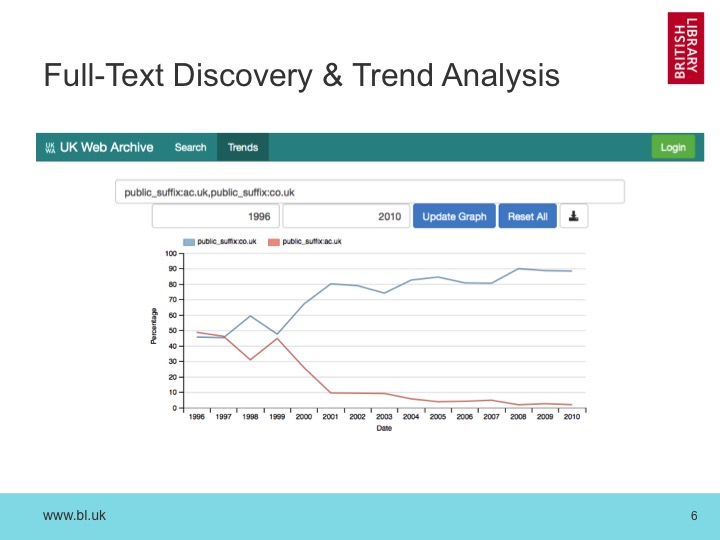 LIBRARY
BRITISH
Full-Text Discovery & Trend Analysis
UK
WA
UK Web Archive
Search
Trends
Login
public_suffix:ac.uk,public_suffix:co.uk
1996
2010
Update Graph
Reset All
public_suffix:co.uk
public_suffix:ac.uk
100
90
80
70
60
50
40
30
20
10
0
Percentage
1996 1997 1998 1999 2000 2001 2002 2003 2004 2005 2006 2007 2008 2009 2010
Date
www.bl.uk
6